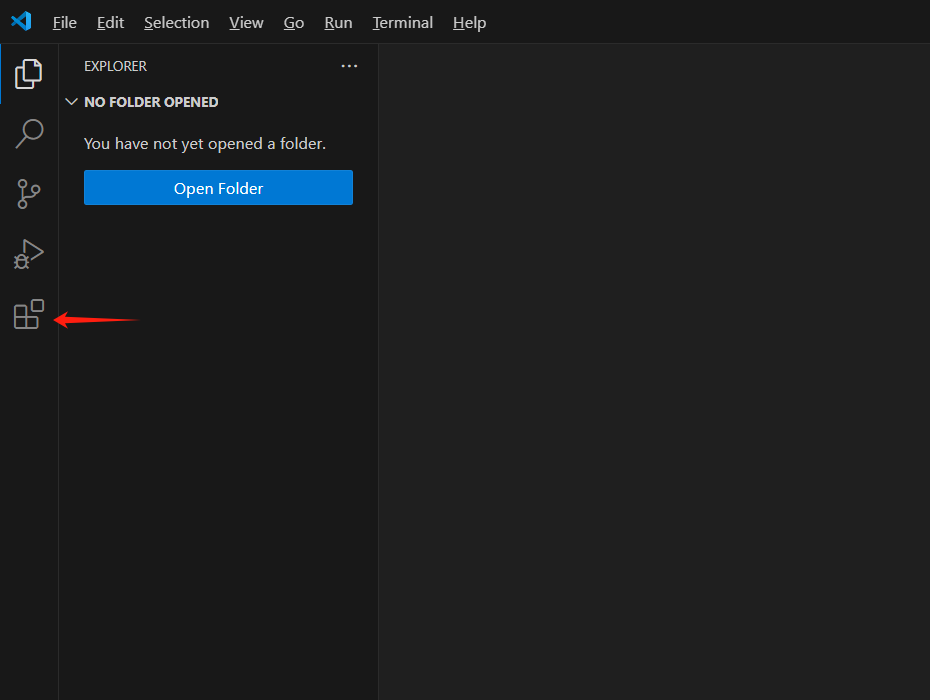 File Edit Selection View Go Run Terminal Help
EXPLORER
NO FOLDER OPENED
You have not yet opened a folder.
Open Folder